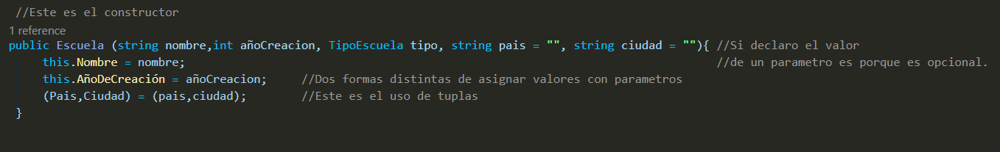 //Este es el constructor
1 reference
public Escuela (string nombre,int añoCreacion, TipoEscuela tipo, string pais = "", string ciudad = ""){ //Si declaro el valor
this.Nombre = nombre; //de un parametro es porque es opcional.
this.AñoDeCreación = añoCreacion; //Dos formas distintas de asignar valores con parametros
(Pais,Ciudad) = (pais,ciudad); //Este es el uso de tuplas
}